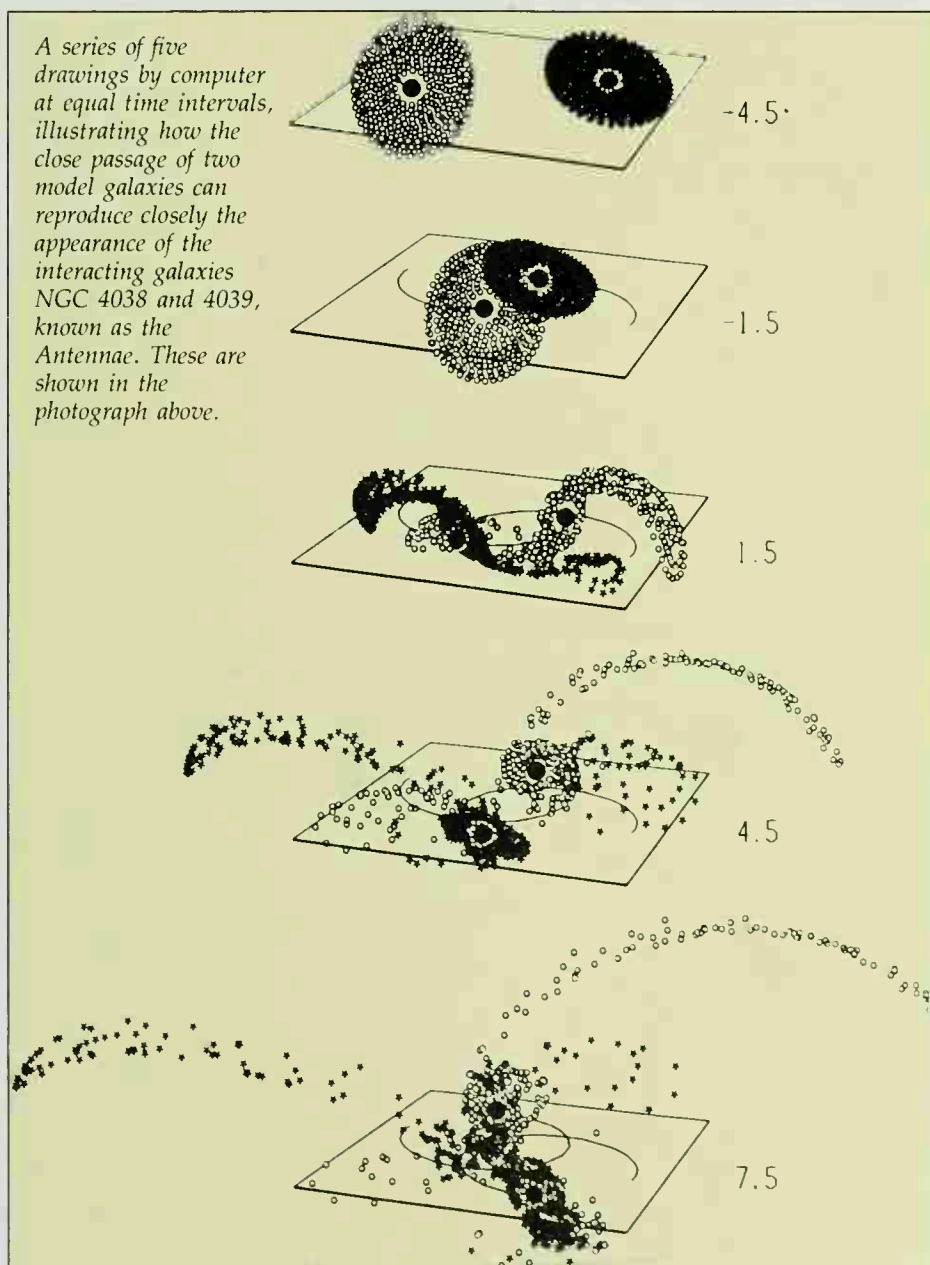 A series of five
drawings by computer
at equal time intervals,
illustrating how the
close passage of two
model galaxies can
reproduce closely the
appearance of the
interacting galaxies
NGC 4038 and 4039,
known as the
Antennae. These are
shown in the
photograph above.
-4.5
-1.5
1.5
4.5
7.5